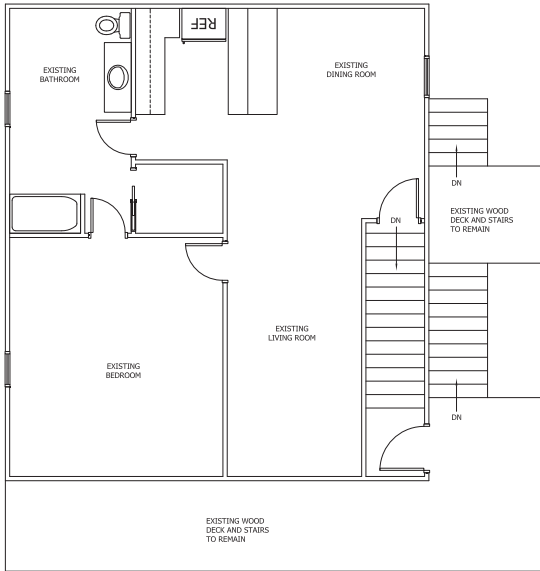 REF
EXISTING
BATHROOM
EXISTING
DINING ROOM
DN
EXISTING WOOD
DECK AND STAIRS
TO REMAIN
DN
EXISTING
LIVING ROOM
EXISTING
BEDROOM
DN
EXISTING WOOD
DECK AND STAIRS
TO REMAIN